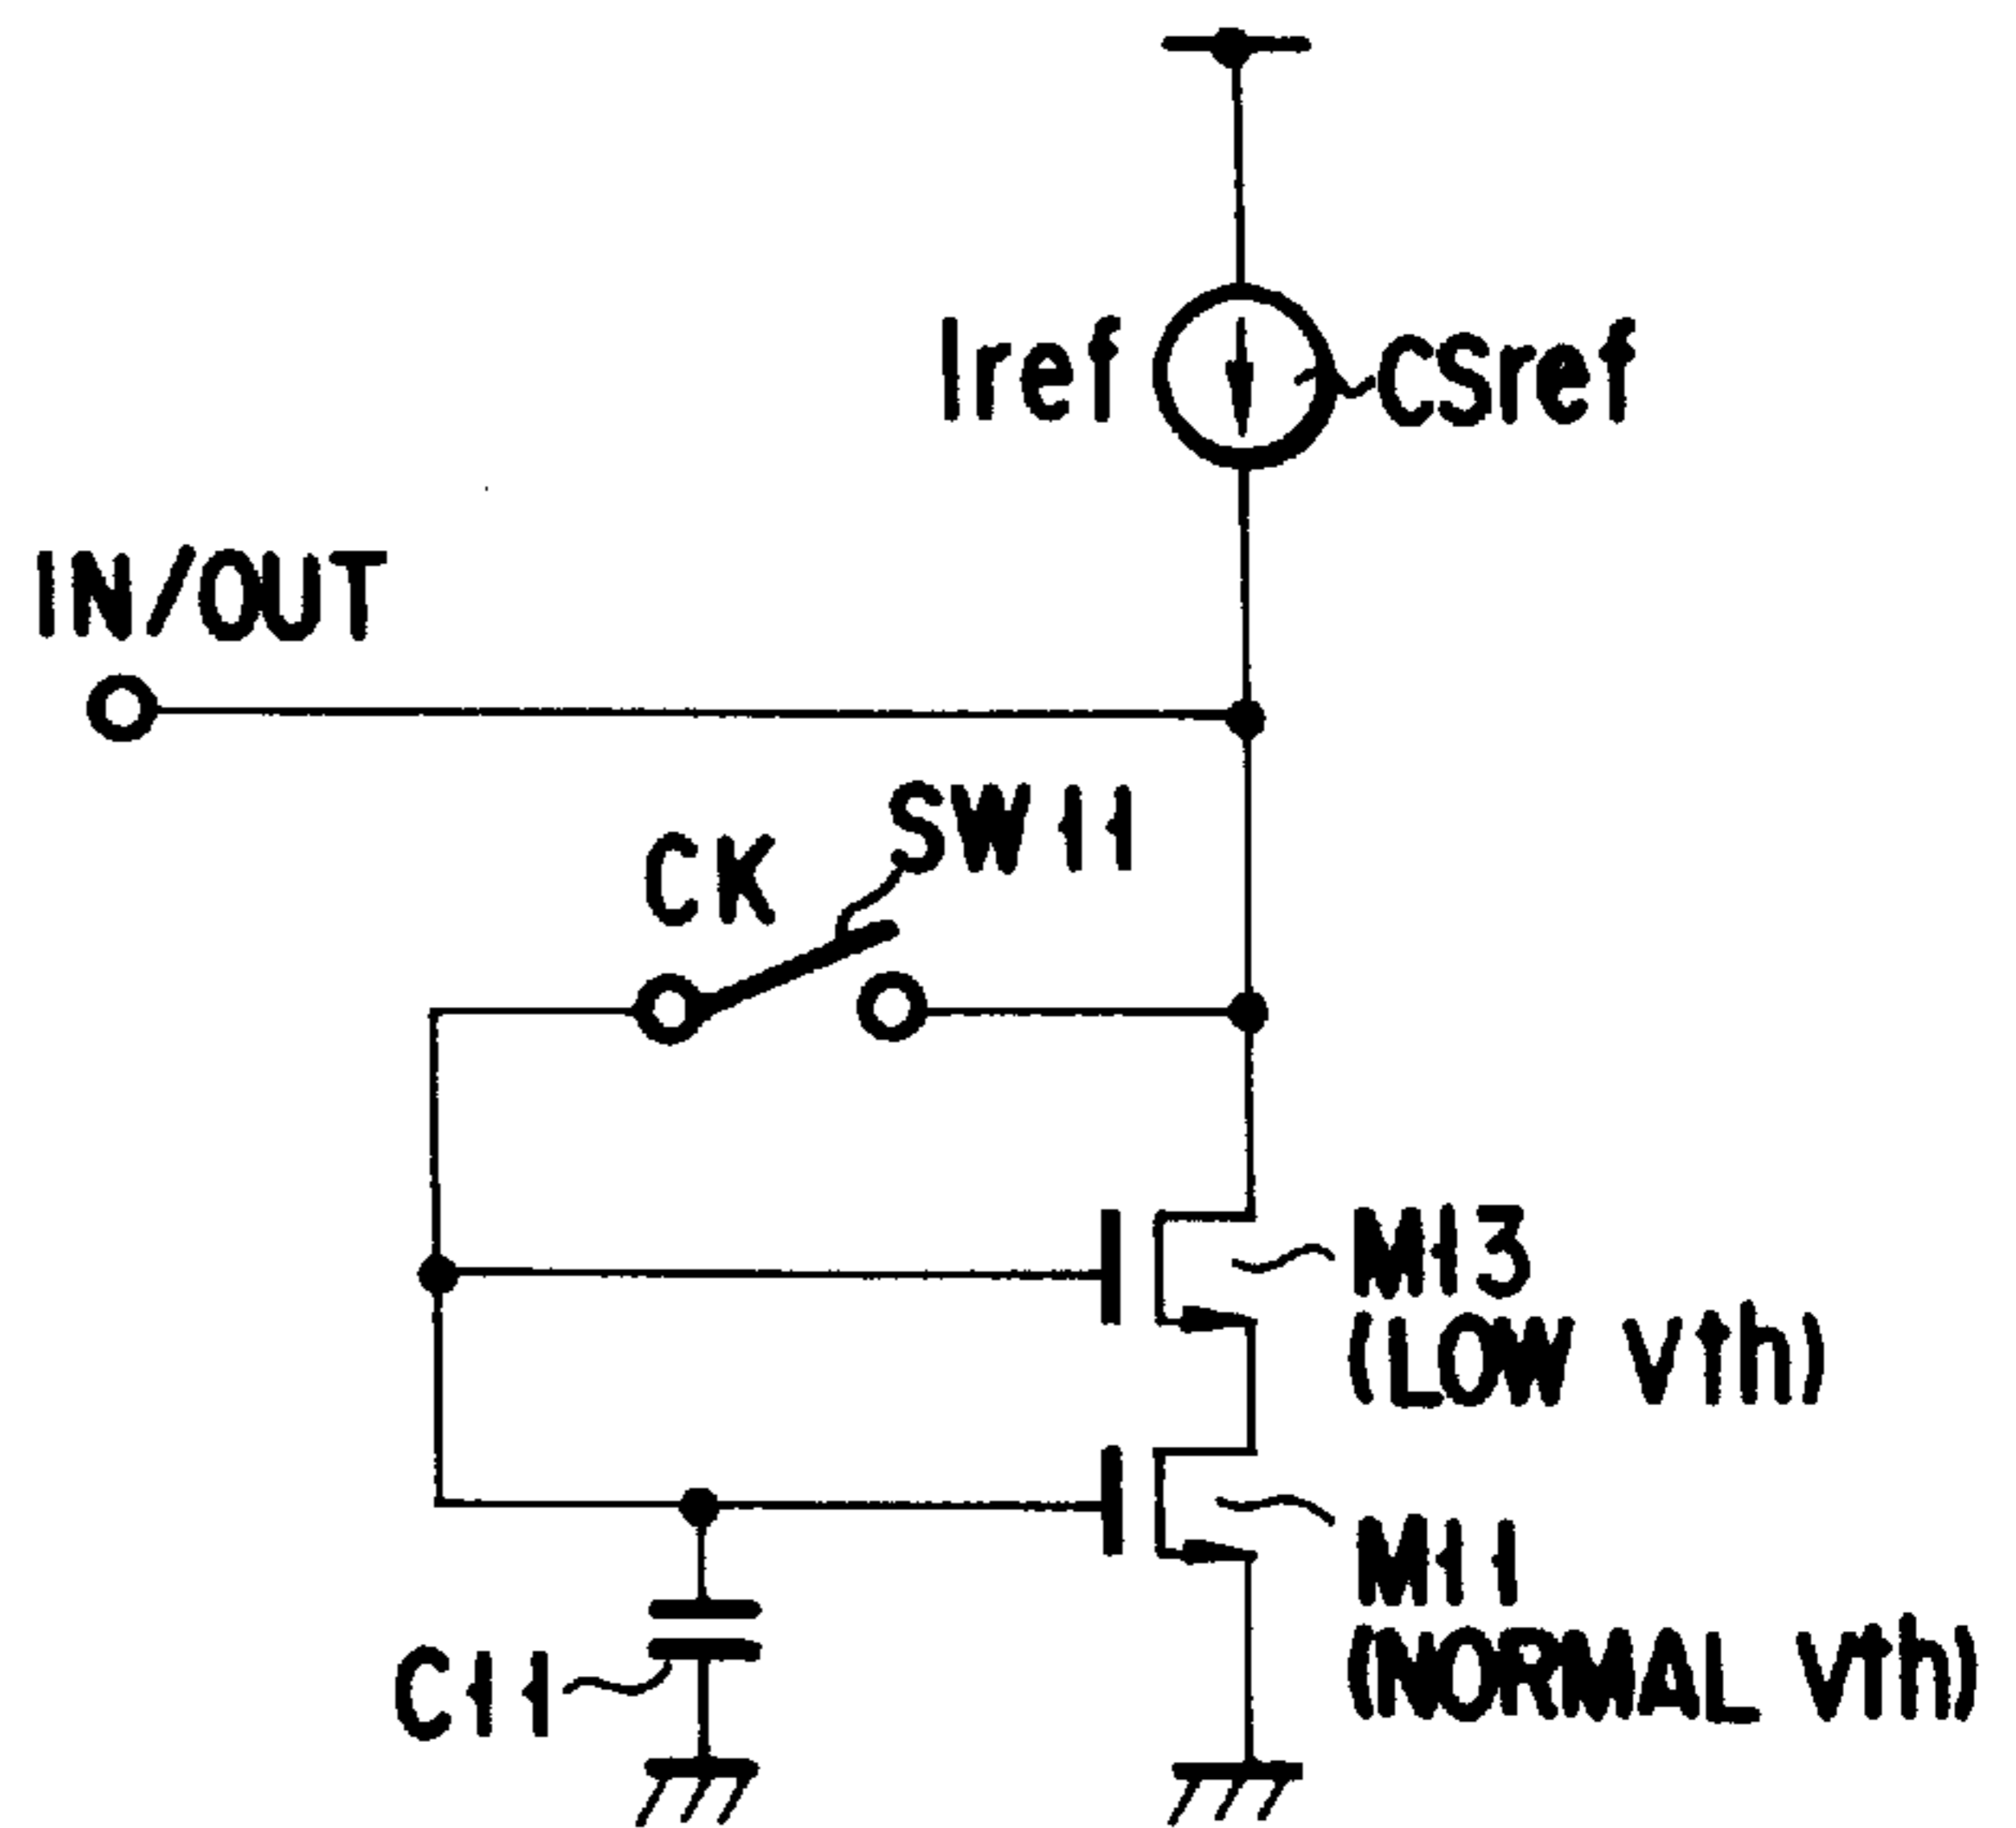 Iref
CSref
IN/OUT
SW11
CK
M13
(LOW Vth)
M11
(NORMAL Vth)
C11